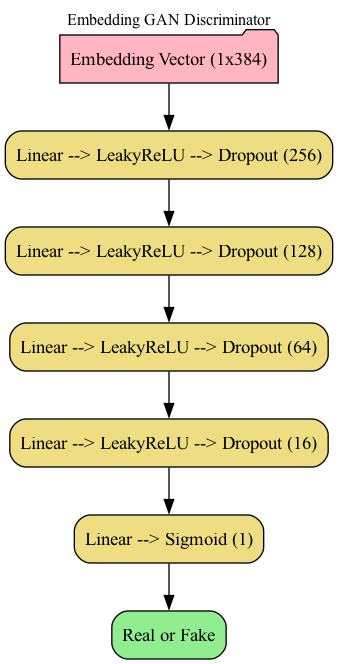 Embedding GAN Discriminator
Embedding Vector (1x384)
Linear --> LeakyReLU --> Dropout (256)
Linear --> LeakyReLU --> Dropout (128)
Linear --> LeakyReLU --> Dropout (64)
Linear --> LeakyReLU --> Dropout (16)
Linear --> Sigmoid (1)
Real or Fake